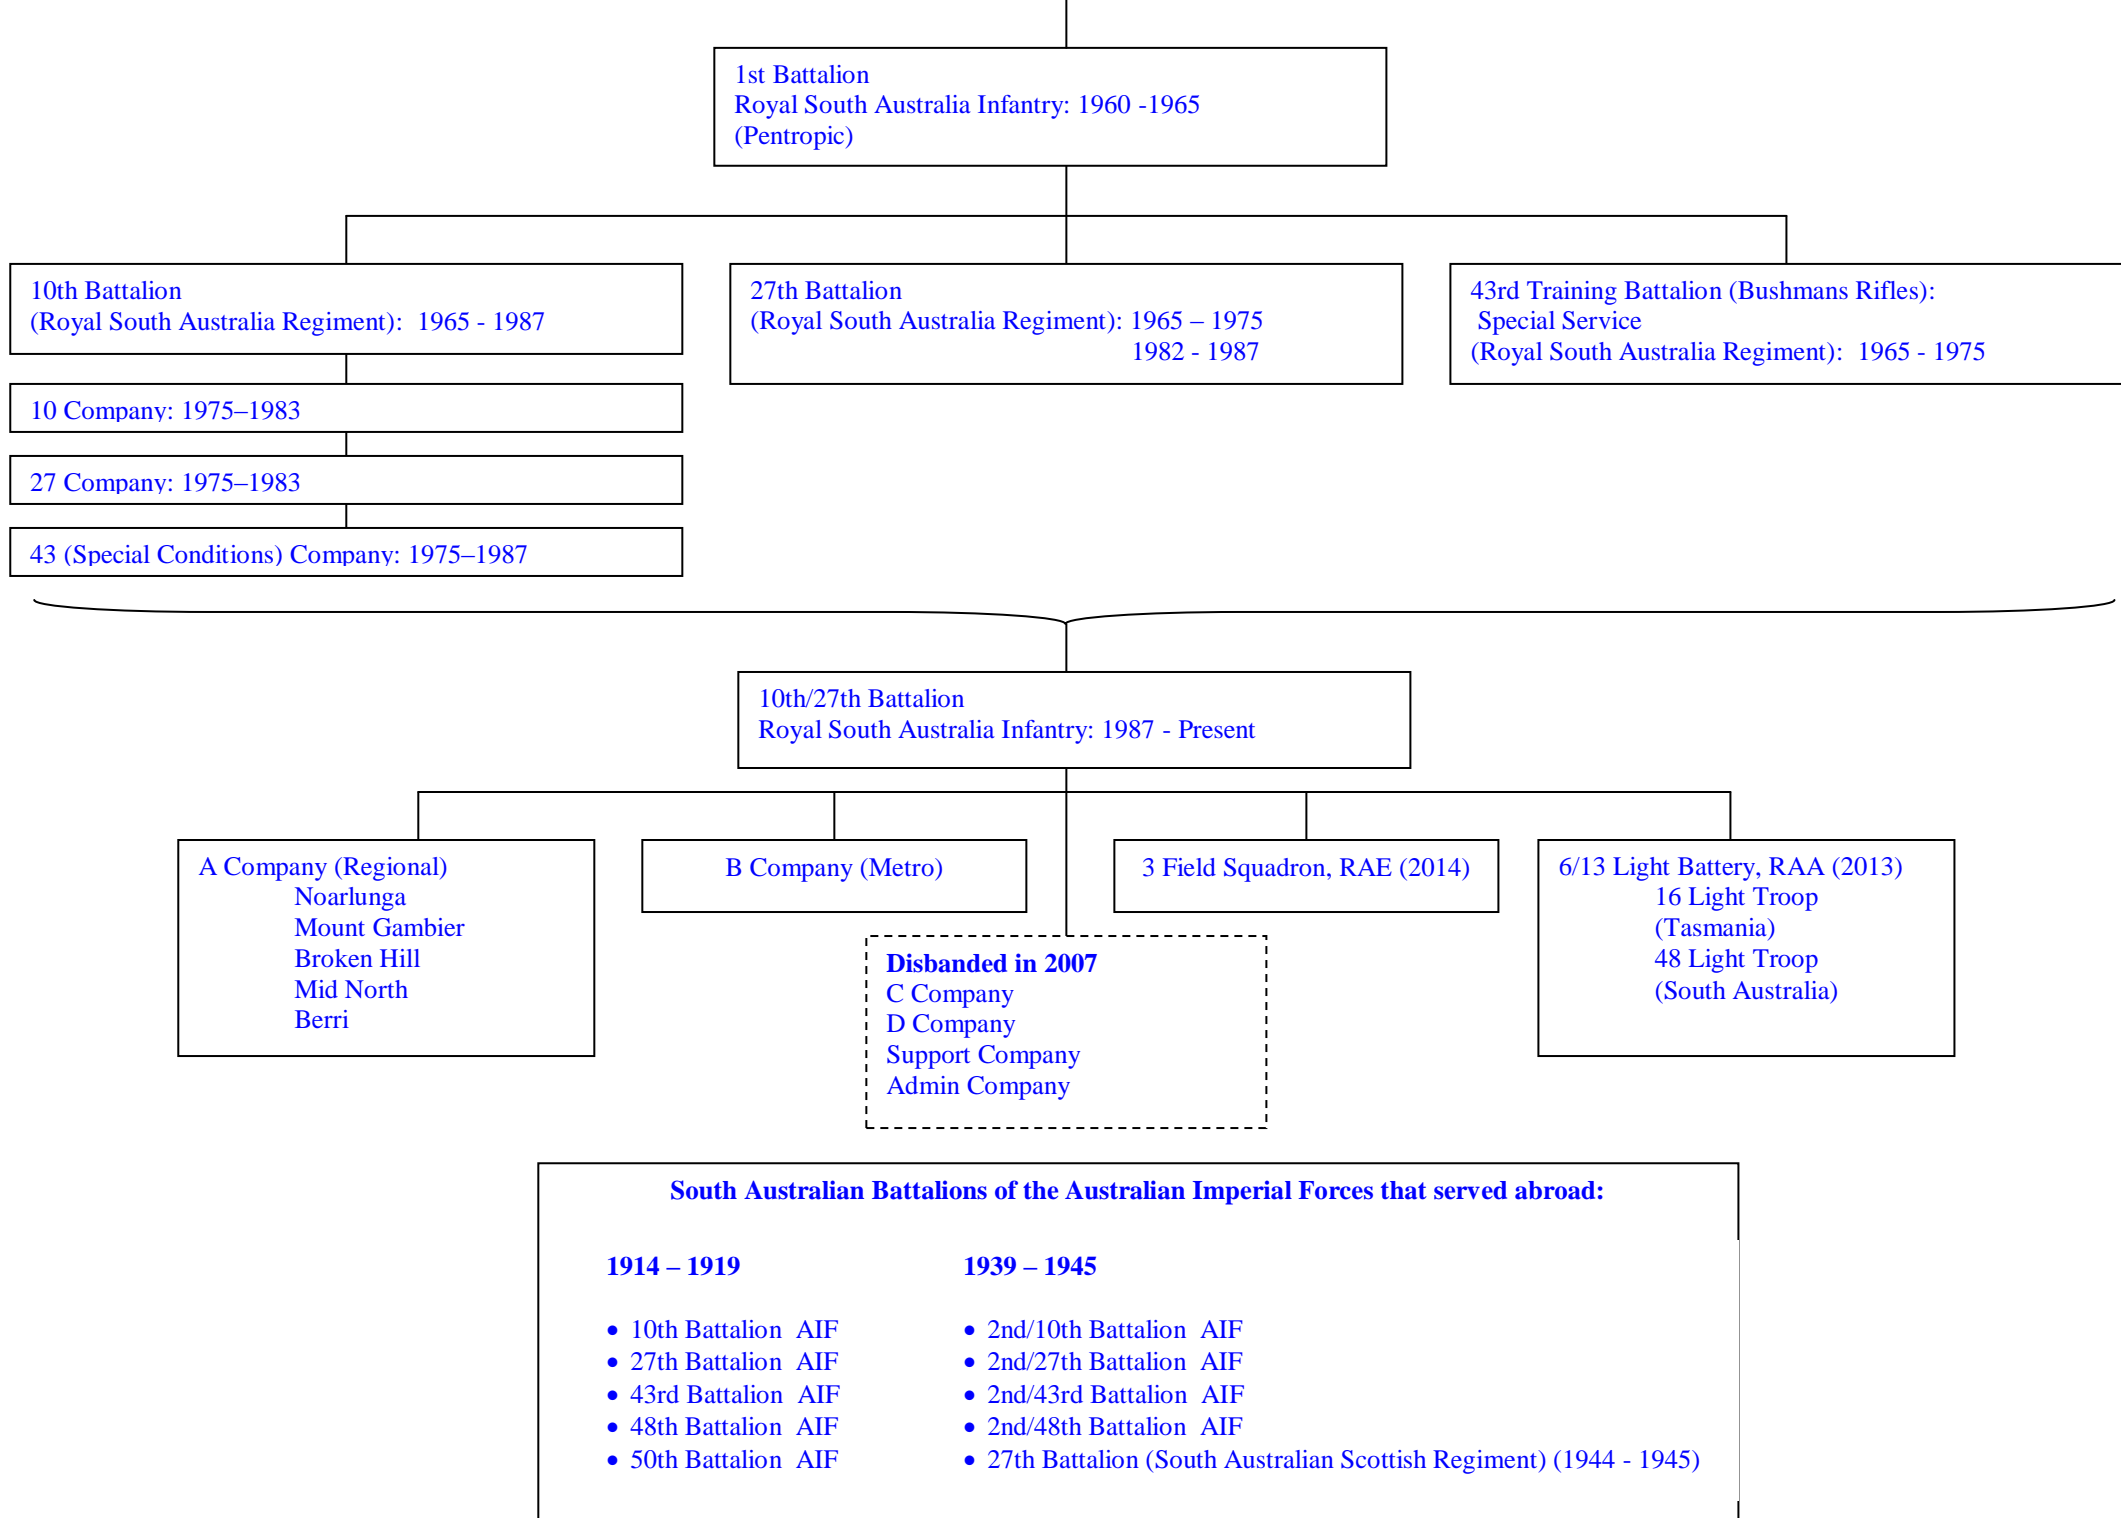 1st Battalion
Royal South Australia Infantry: 1960 -1965
(Pentropic)
10th Battalion
(Royal South Australia Regiment):  1965 - 1987
27th Battalion
(Royal South Australia Regiment): 1965 – 1975
1982 - 1987
43rd Training Battalion (Bushmans Rifles):
Special Service
(Royal South Australia Regiment):  1965 - 1975
10 Company: 1975–1983
27 Company: 1975–1983
43 (Special Conditions) Company: 1975–1987
10th/27th Battalion
Royal South Australia Infantry: 1987 - Present
A Company (Regional)
Noarlunga
Mount Gambier
Broken Hill
Mid North
Berri
B Company (Metro)
3 Field Squadron, RAE (2014)
6/13 Light Battery, RAA (2013)
16 Light Troop
(Tasmania)
48 Light Troop
(South Australia)
Disbanded in 2007
C Company
D Company
Support Company
Admin Company
South Australian Battalions of the Australian Imperial Forces that served abroad:
1914 – 1919
• 10th Battalion  AIF
• 27th Battalion  AIF
• 43rd Battalion  AIF
• 48th Battalion  AIF
• 50th Battalion  AIF
1939 – 1945
• 2nd/10th Battalion  AIF
• 2nd/27th Battalion  AIF
• 2nd/43rd Battalion  AIF
• 2nd/48th Battalion  AIF
• 27th Battalion (South Australian Scottish Regiment) (1944 - 1945)